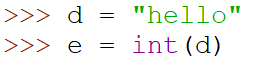 >>> d = "hello"
>>> e = int(d)